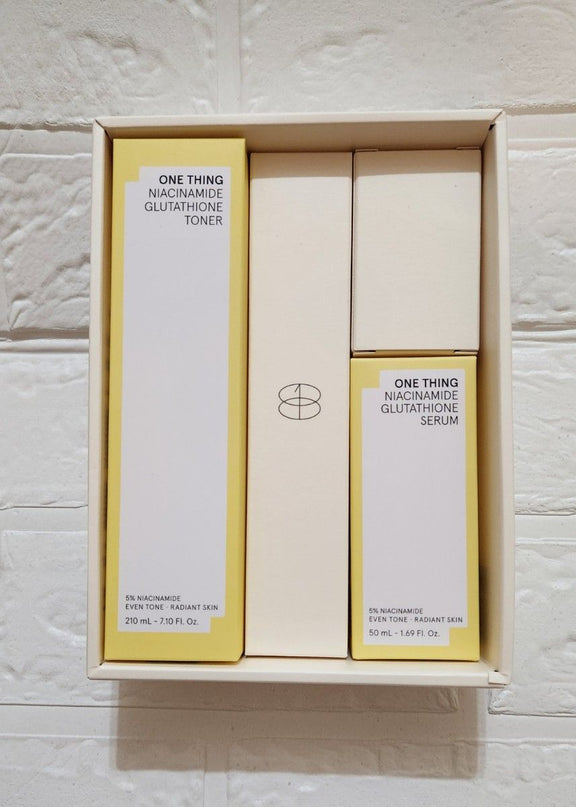 ONE THING
NIACINAMIDE
GLUTATHIONE
TONER
5% NIACINAMIDE
EVEN TONE · RADIANT SKIN
210 mL - 7.10 Fl. Oz.
ONE THING
NIACINAMIDE
GLUTATHIONE
SERUM
5% NIACINAMIDE
EVEN TONE · RADIANT SKIN
50 mL - 1.69 Fl. Oz.